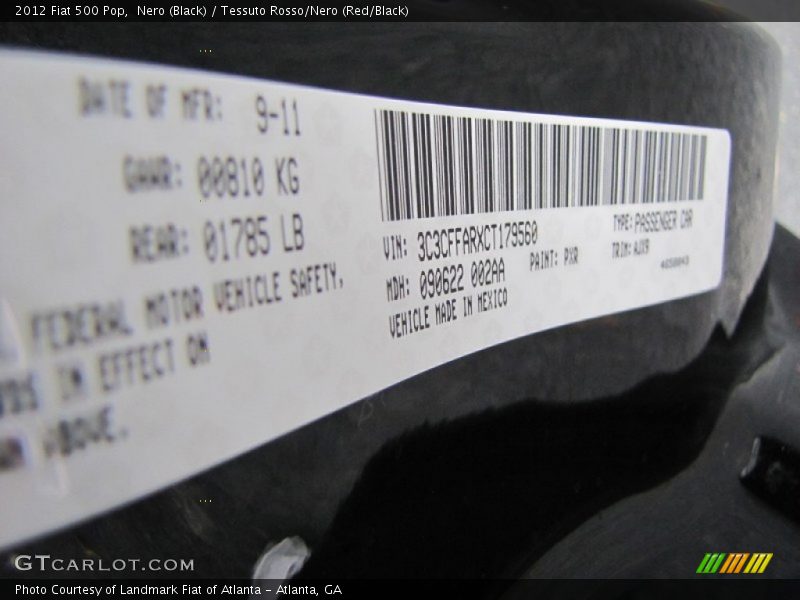 2012 Fiat 500 Pop,  Nero (Black) / Tessuto Rosso/Nero (Red/Black)
DATE OF MFR: 9-11
GAWR: 00810 KG
REAR: 01785 LB
FEDERAL MOTOR VEHICLE SAFETY,
IN EFFECT ON
ABOVE.
VIN: 3C3CFFARXCT179560
TYPE: PASSENGER CAR
MDH: 090622 002AA
PAINT: PXR
TRIM: AJX9
VEHICLE MADE IN MEXICO
GTCARLOT.COM
Photo Courtesy of Landmark Fiat of Atlanta - Atlanta, GA